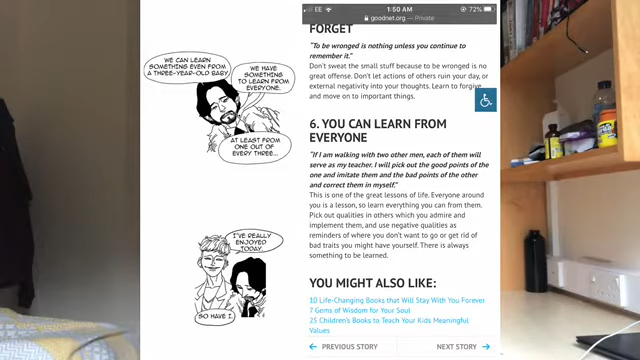 WE CAN LEARN
SOMETHING EVEN FROM
A THREE-YEAR-OLD BABY
WE HAVE
SOMETHING
TO LEARN FROM
EVERYONE.
AT LEAST FROM
ONE OUT OF
EVERY THREE...
I'VE REALLY
ENJOYED
TODAY.
SO HAVE I.
EE
1:50 AM
72%
goodnet.org — Private
FORGET
"To be wronged is nothing unless you continue to
remember it."
Don't sweat the small stuff because to be wronged is no
great offense. Don't let actions of others ruin your day, or
external negativity into your thoughts. Learn to forgive
and move on to important things.
6. YOU CAN LEARN FROM
EVERYONE
"If I am walking with two other men, each of them will
serve as my teacher. I will pick out the good points of the
one and imitate them and the bad points of the other
and correct them in myself."
This is one of the great lessons of life. Everyone around
you is a lesson, so learn everything you can from them.
Pick out qualities in others which you admire and
implement them, and use negative qualities as
reminders of where you don't want to go or get rid of
bad traits you might have yourself. There is always
something to be learned.
YOU MIGHT ALSO LIKE:
10 Life-Changing Books that Will Stay With You Forever
7 Gems of Wisdom for Your Soul
25 Children's Books to Teach Your Kids Meaningful
Values
PREVIOUS STORY
NEXT STORY